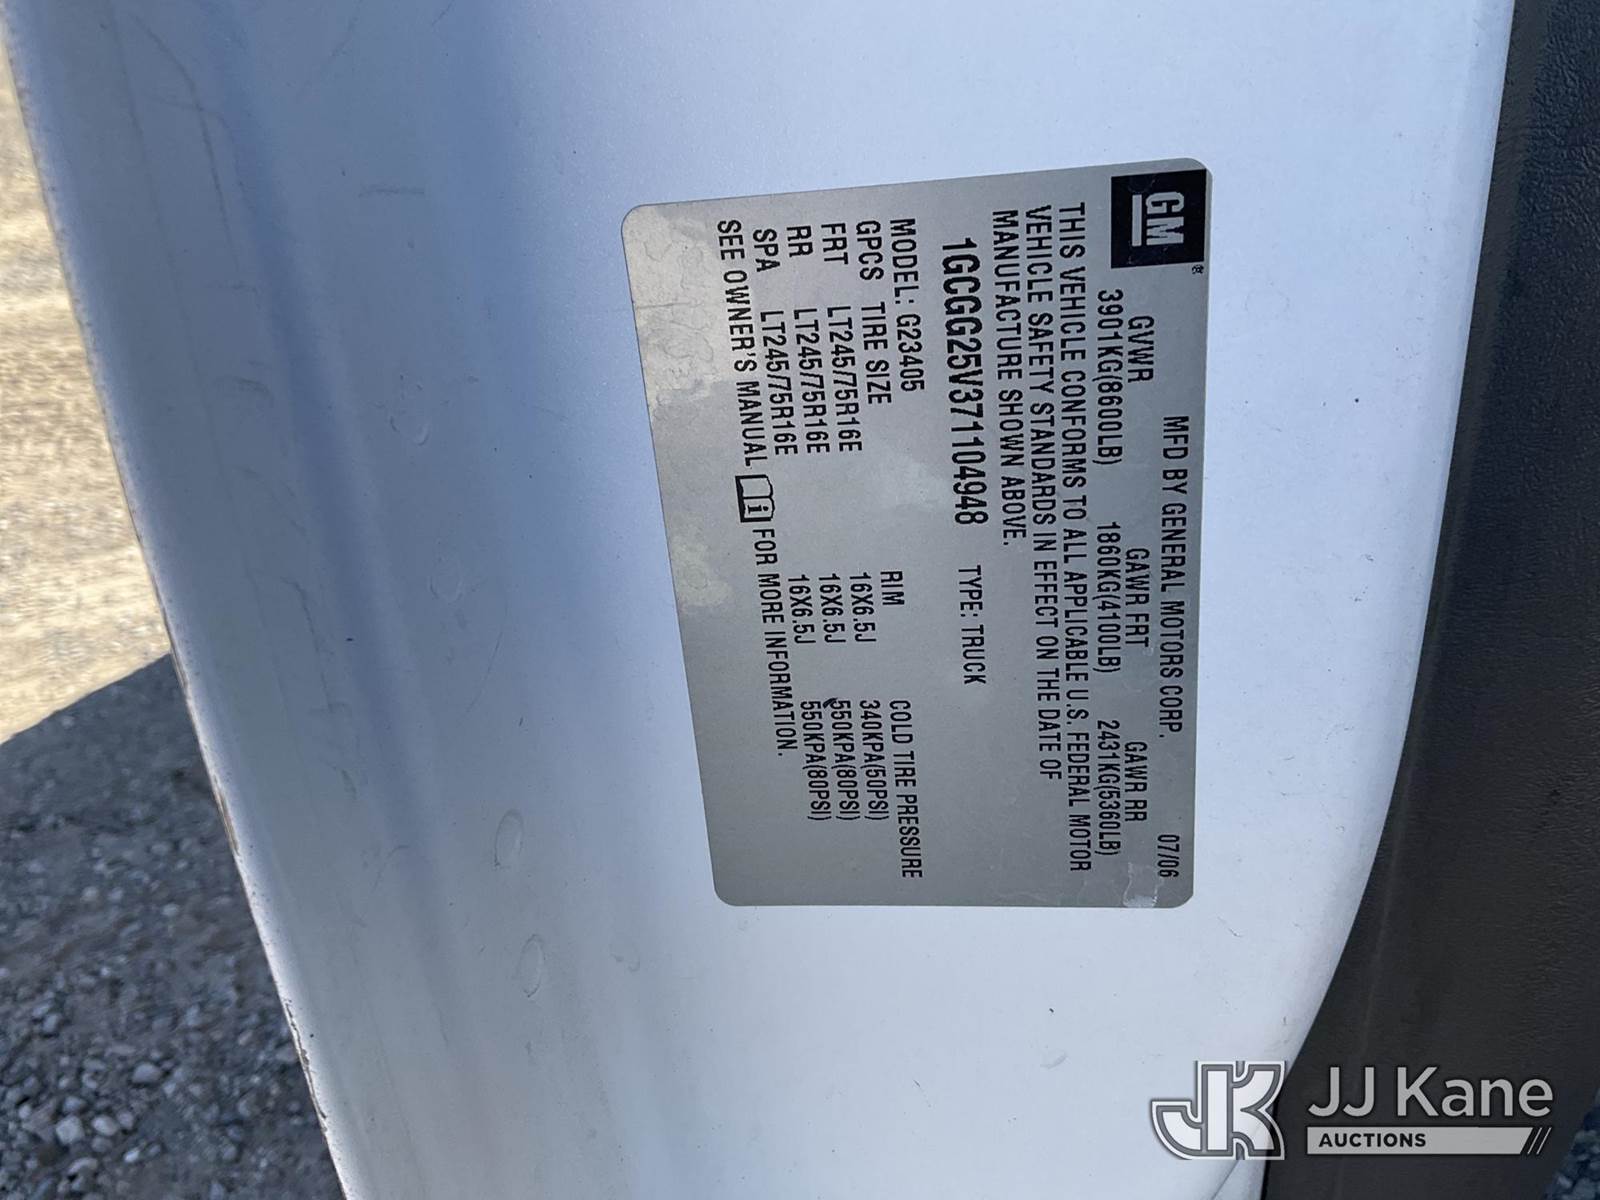 GM®
MFD BY GENERAL MOTORS CORP. 07/06
GVWR GAWR FRT GAWR RR
3901KG(8600LB) 1860KG(4100LB) 2431KG(5360LB)
THIS VEHICLE CONFORMS TO ALL APPLICABLE U.S. FEDERAL MOTOR
VEHICLE SAFETY STANDARDS IN EFFECT ON THE DATE OF
MANUFACTURE SHOWN ABOVE.
1GCGG25V371104948 TYPE: TRUCK
MODEL: G23405
GPCS TIRE SIZE RIM COLD TIRE PRESSURE
FRT LT245/75R16E 16X6.5J 340KPA(50PSI)
RR LT245/75R16E 16X6.5J 550KPA(80PSI)
SPA LT245/75R16E 16X6.5J 550KPA(80PSI)
SEE OWNER'S MANUAL i FOR MORE INFORMATION.
JK JJ Kane
AUCTIONS